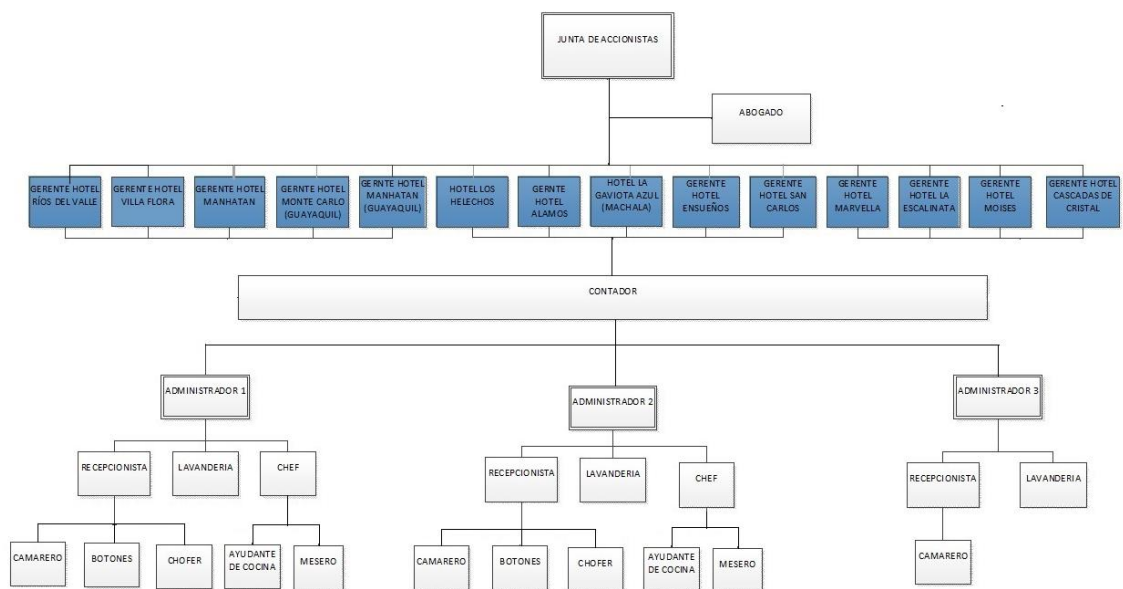 JUNTA DE ACCIONISTAS
ABOGADO
GERENTE HOTEL
RÍOS DEL VALLE
GERENTE HOTEL
VILLA FLORA
GERENTE HOTEL
MANHATAN
GERNTE HOTEL
MONTE CARLO
(GUAYAQUIL)
GERNTE HOTEL
MANHATAN
(GUAYAQUIL)
HOTEL LOS
HELECHOS
GERNTE
HOTEL
ALAMOS
HOTEL LA
GAVIOTA AZUL
(MACHALA)
GERENTE
HOTEL
ENSUEÑOS
GERENTE
HOTEL SAN
CARLOS
GERENTE
HOTEL
MARVELLA
GERENTE
HOTEL LA
ESCALINATA
GERENTE
HOTEL
MOISES
GERENTE HOTEL
CASCADAS DE
CRISTAL
CONTADOR
ADMINISTRADOR 1
ADMINISTRADOR 2
ADMINISTRADOR 3
RECEPCIONISTA
LAVANDERIA
CHEF
RECEPCIONISTA
LAVANDERIA
CHEF
RECEPCIONISTA
LAVANDERIA
CAMARERO
BOTONES
CHOFER
AYUDANTE
DE COCINA
MESERO
CAMARERO
BOTONES
CHOFER
AYUDANTE
DE COCINA
MESERO
CAMARERO